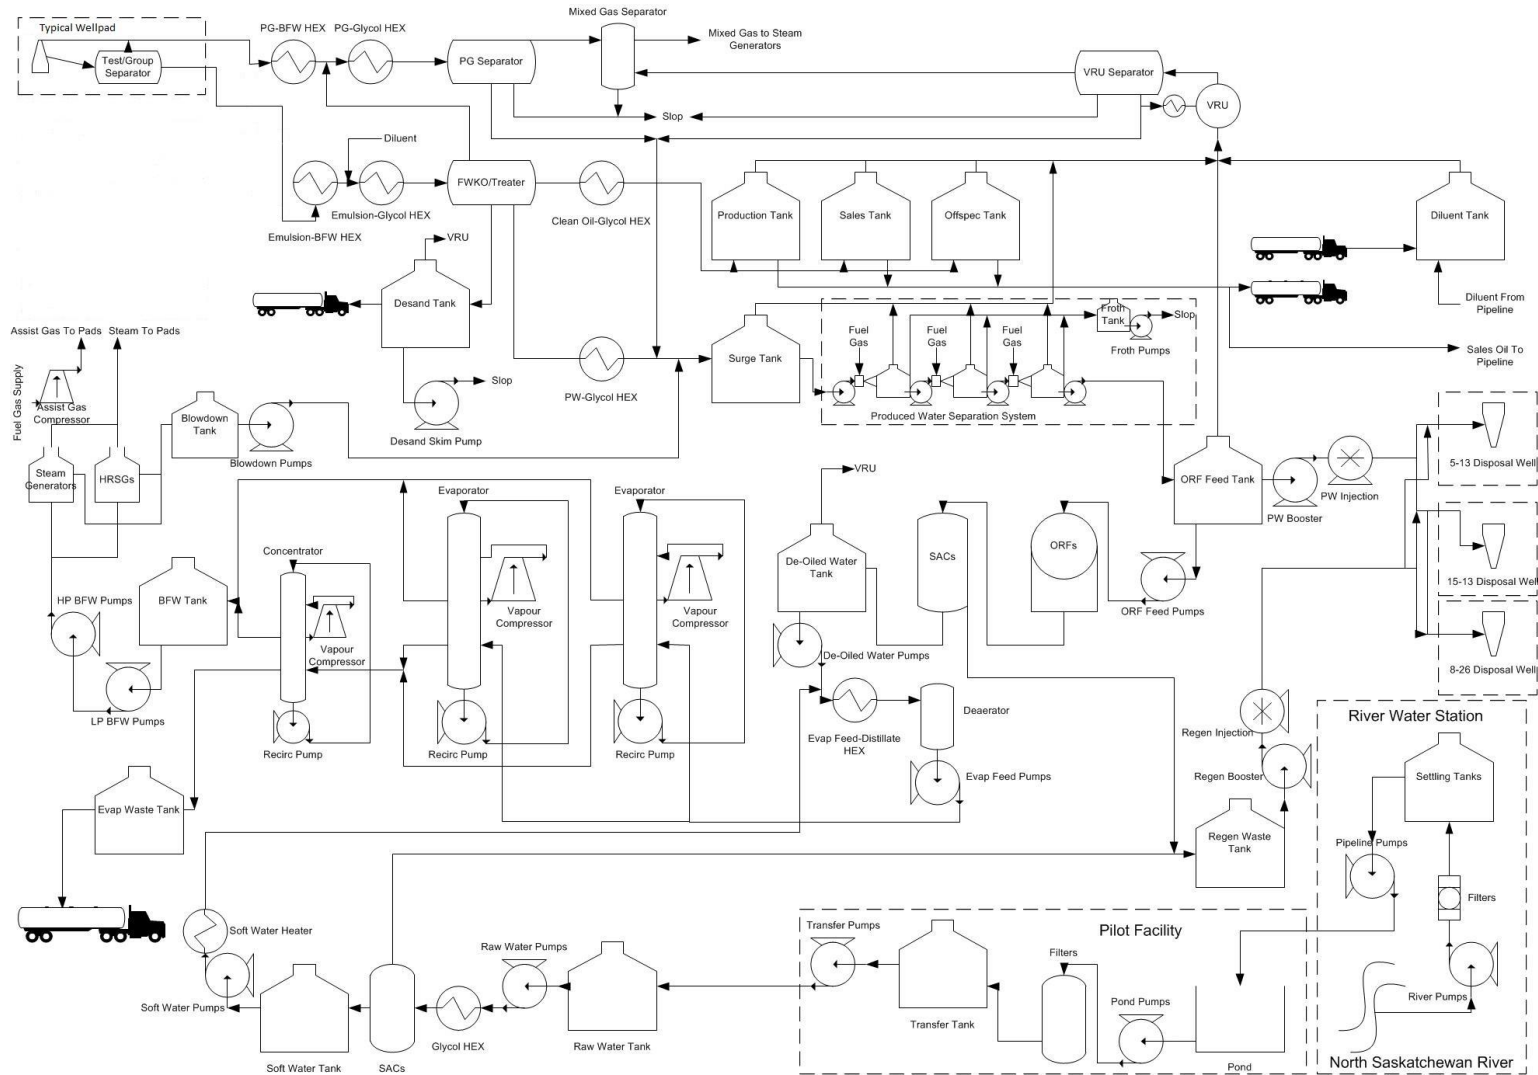 Typical Wellpad
Test/Group
Separator
PG-BFW HEX
PG-Glycol HEX
PG Separator
Mixed Gas Separator
Mixed Gas to Steam
Generators
VRU Separator
VRU
Slop
Diluent
FWKO/Treater
Emulsion-Glycol HEX
Emulsion-BFW HEX
Clean Oil-Glycol HEX
Production Tank
Sales Tank
Offspec Tank
Diluent Tank
VRU
Desand Tank
Diluent From
Pipeline
Assist Gas To Pads
Steam To Pads
Fuel Gas Supply
Assist Gas
Compressor
Slop
Desand Skim Pump
PW-Glycol HEX
Surge Tank
Fuel
Gas
Fuel
Gas
Fuel
Gas
Froth
Tank
Slop
Froth Pumps
Produced Water Separation System
Sales Oil To
Pipeline
Blowdown
Tank
Blowdown Pumps
Steam
Generators
HRSGs
ORF Feed Tank
PW Booster
PW Injection
5-13 Disposal Well
15-13 Disposal Well
8-26 Disposal Well
Evaporator
Evaporator
Concentrator
Vapour
Compressor
Vapour
Compressor
Vapour
Compressor
Recirc Pump
Recirc Pump
Recirc Pump
HP BFW Pumps
BFW Tank
LP BFW Pumps
VRU
De-Oiled Water
Tank
SACs
ORFs
ORF Feed Pumps
De-Oiled Water Pumps
Evap Feed-Distillate
HEX
Deaerator
Evap Feed Pumps
Evap Waste Tank
Regen Injection
Regen Booster
Regen Waste
Tank
River Water Station
Settling Tanks
Pipeline Pumps
Filters
River Pumps
North Saskatchewan River
Pilot Facility
Transfer Pumps
Filters
Pond Pumps
Transfer Tank
Pond
Soft Water Heater
Soft Water Pumps
Soft Water Tank
SACs
Glycol HEX
Raw Water Pumps
Raw Water Tank